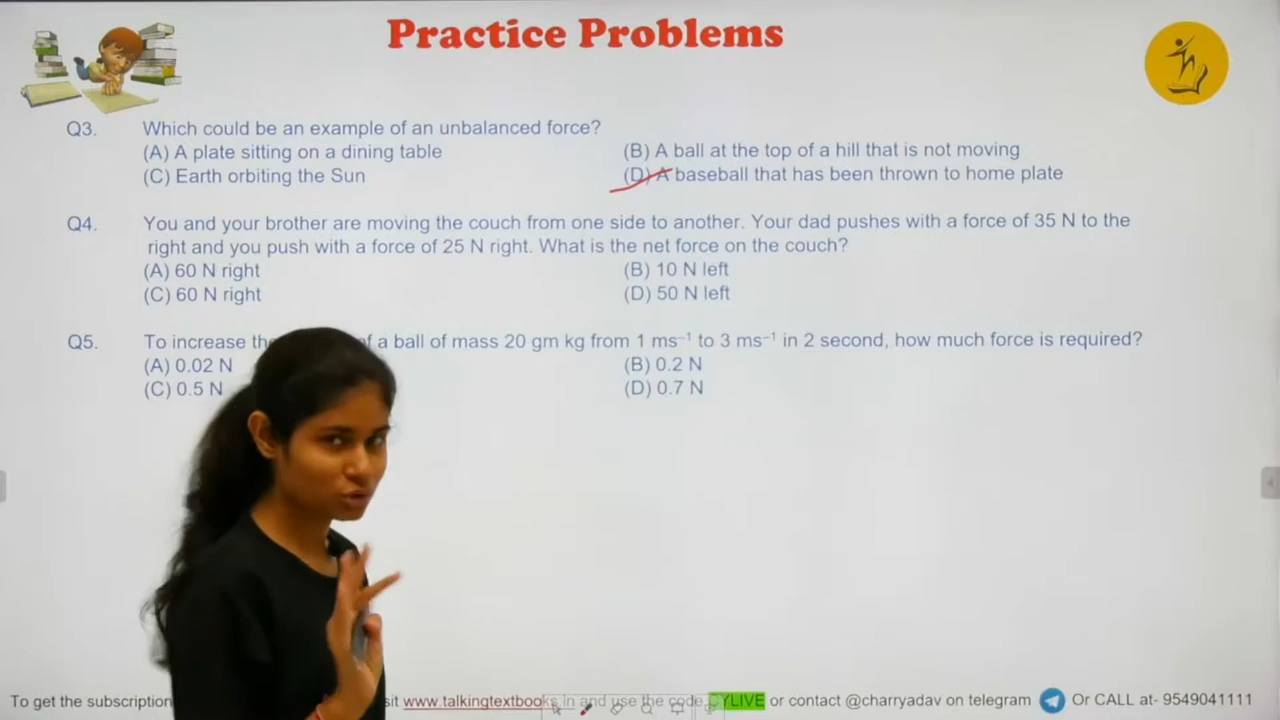 Practice Problems
Q3. Which could be an example of an unbalanced force?
(A) A plate sitting on a dining table (B) A ball at the top of a hill that is not moving
(C) Earth orbiting the Sun (D) A baseball that has been thrown to home plate
Q4. You and your brother are moving the couch from one side to another. Your dad pushes with a force of 35 N to the
right and you push with a force of 25 N right. What is the net force on the couch?
(A) 60 N right (B) 10 N left
(C) 60 N right (D) 50 N left
Q5. To increase of a ball of mass 20 gm kg from 1 ms⁻¹ to 3 ms⁻¹ in 2 second, how much force is required?
(A) 0.02 N (B) 0.2 N
(C) 0.5 N (D) 0.7 N
To get the subscription www.talkingtextbooks.in and use the code YLIVE or contact @charryadav on telegram Or CALL at- 9549041111